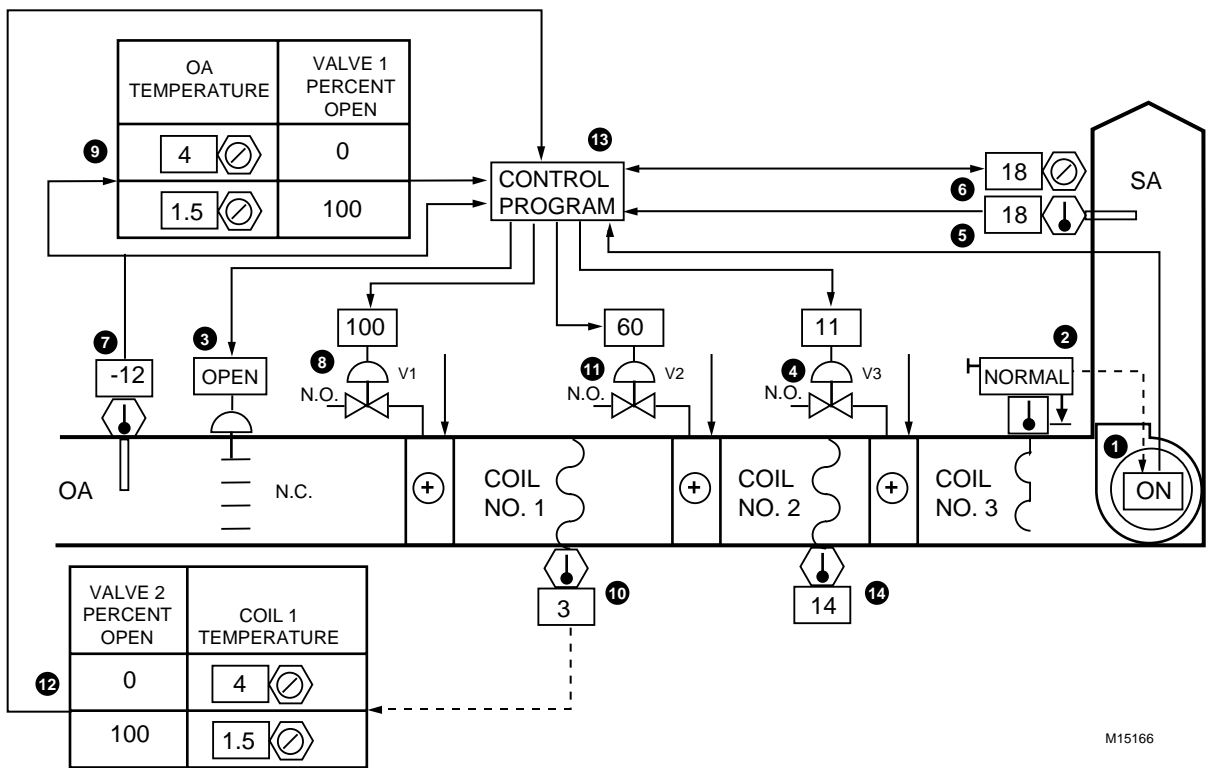 OA
TEMPERATURE
VALVE 1
PERCENT
OPEN
9
4
0
1.5
100
13
CONTROL
PROGRAM
18
6
18
5
SA
7
-12
3
OPEN
100
8
N.O.
V1
60
11
N.O.
V2
11
4
N.O.
V3
2
NORMAL
1
ON
OA
N.C.
+
COIL
NO. 1
+
COIL
NO. 2
+
COIL
NO. 3
10
3
14
14
VALVE 2
PERCENT
OPEN
COIL 1
TEMPERATURE
12
0
4
100
1.5
M15166